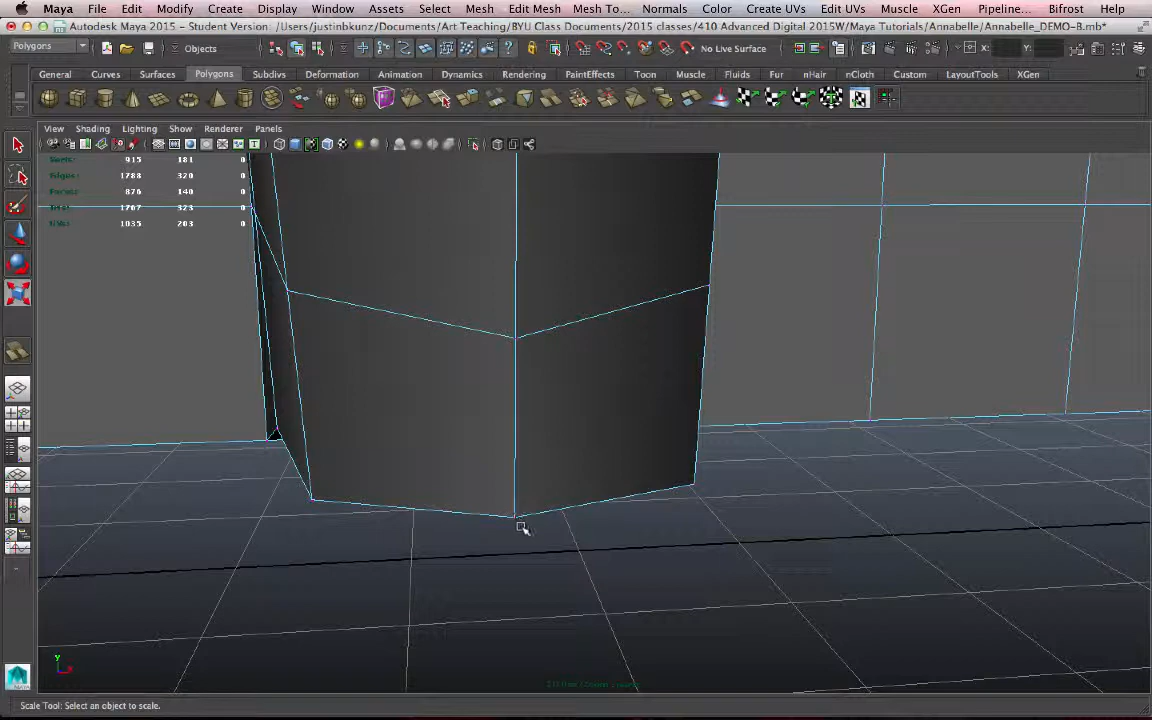 Maya File Edit Modify Create Display Window Assets Select Mesh Edit Mesh Mesh To... Normals Color Create UVs Edit UVs Muscle XGen Pipeline... Bifrost Help
Autodesk Maya 2015 - Student Version: /Users/justinbkunz/Documents/Art Teaching/BYU Class Documents/2015 classes/410 Advanced Digital 2015W/Maya Tutorials/Annabelle/Annabelle_DEMO-8.mb*
Polygons Objects No Live Surface X: Y:
General Curves Surfaces Polygons Subdivs Deformation Animation Dynamics Rendering PaintEffects Toon Muscle Fluids Fur nHair nCloth Custom LayoutTools XGen
View Shading Lighting Show Renderer Panels
Verts: 915 181 0
Edges: 1788 320 0
Faces: 876 140 0
Tris: 1707 323 0
UVs: 1035 203 0
y
x
Scale Tool: Select an object to scale.